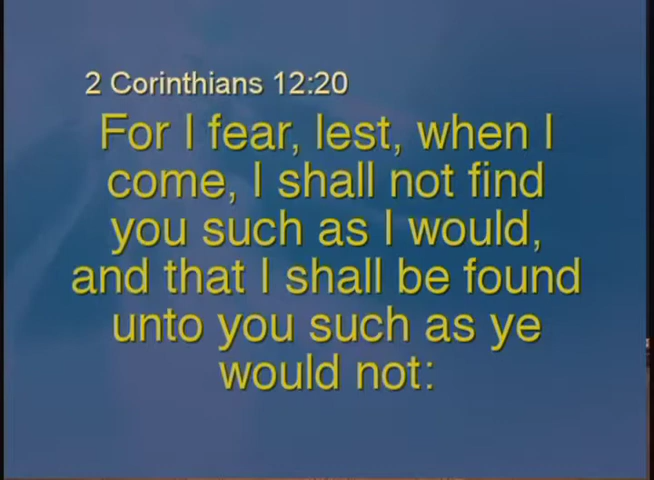 2 Corinthians 12:20
For I fear, lest, when I
come, I shall not find
you such as I would,
and that I shall be found
unto you such as ye
would not: